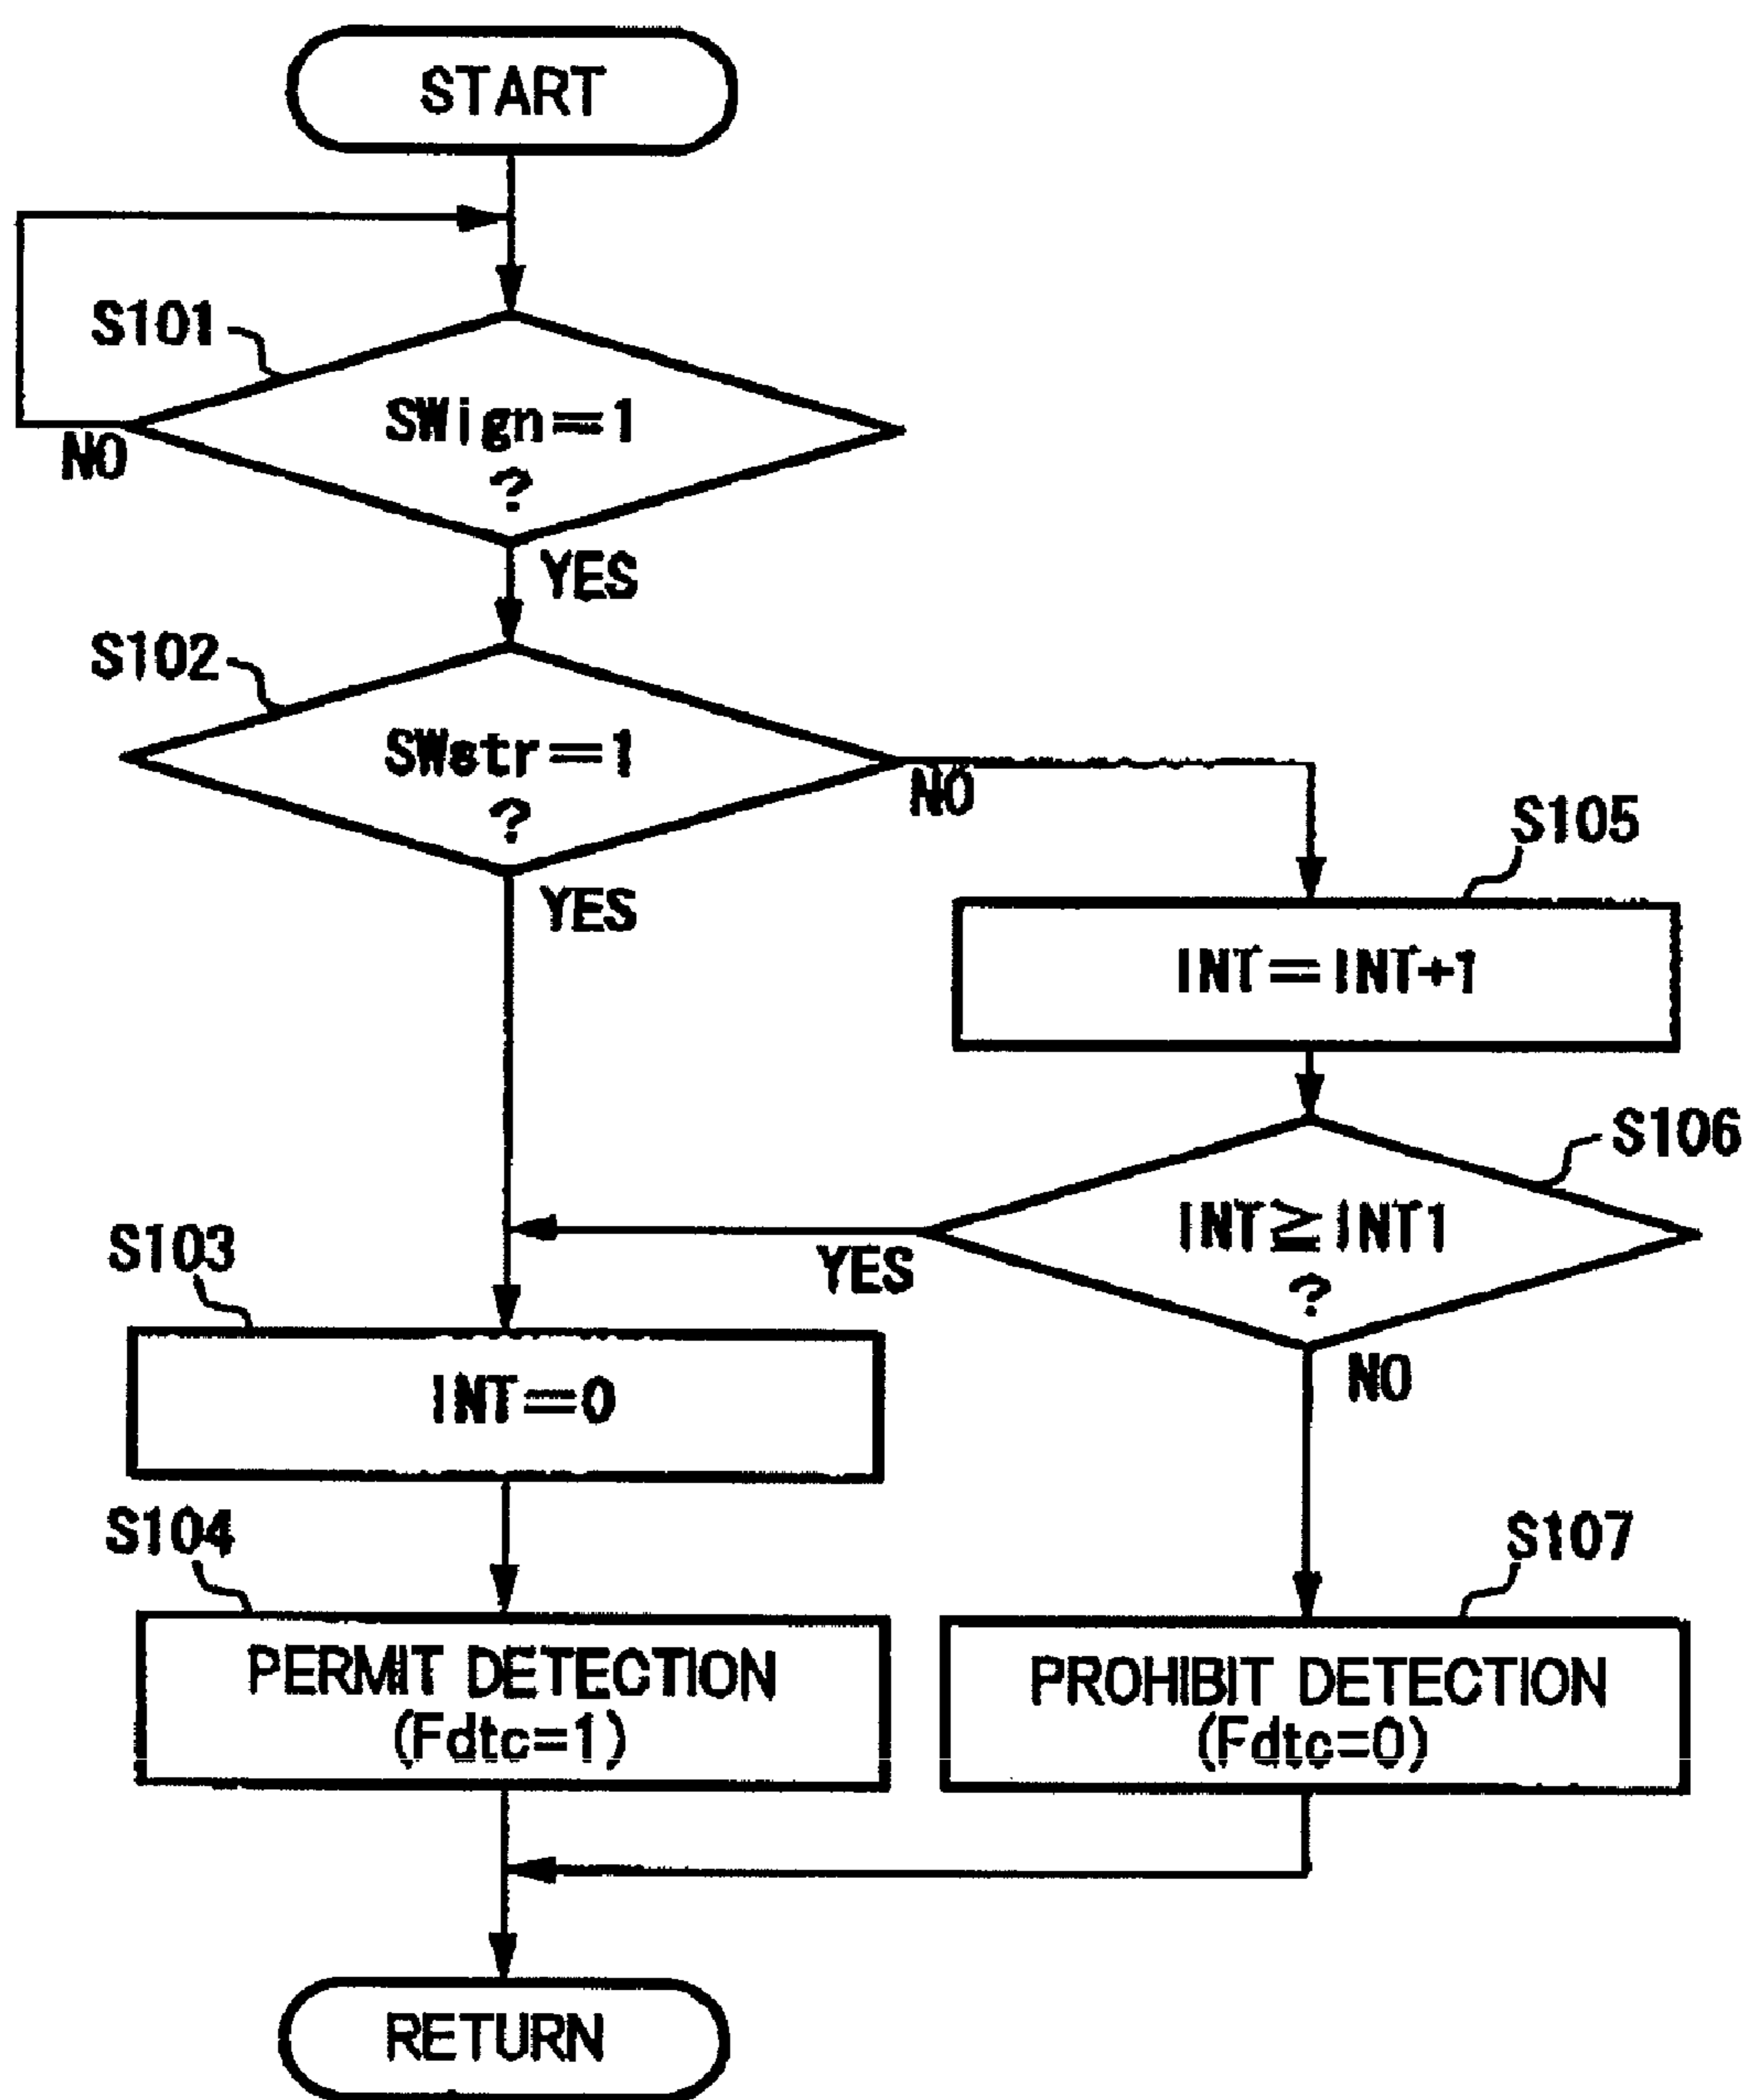 START
S101
SWign=1
?
NO
YES
S102
SWstr=1
?
NO
YES
S105
INT=INT+1
S106
INT≧INT1
?
YES
NO
S103
INT=0
S104
PERMIT DETECTION
(Fdtc=1)
S107
PROHIBIT DETECTION
(Fdtc=0)
RETURN